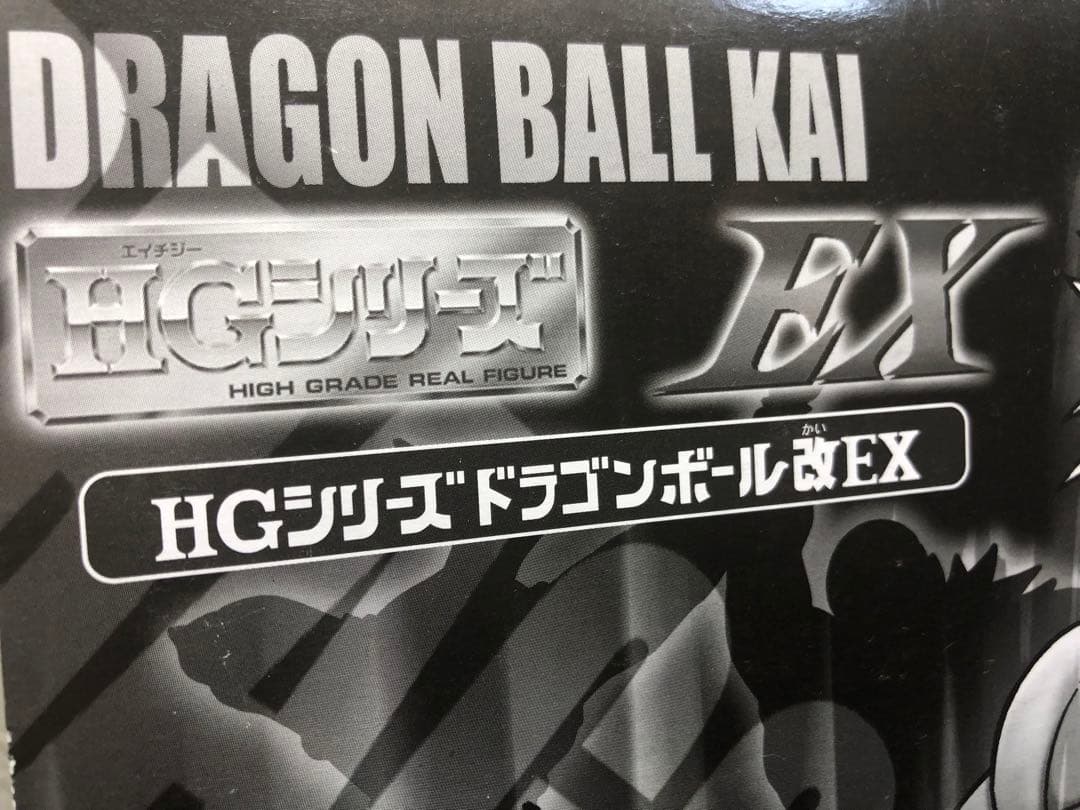 DRAGON BALL KAI
エイチジー
HGシリーズ
HIGH GRADE REAL FIGURE
EX
かい
HGシリーズ ドラゴンボール改EX